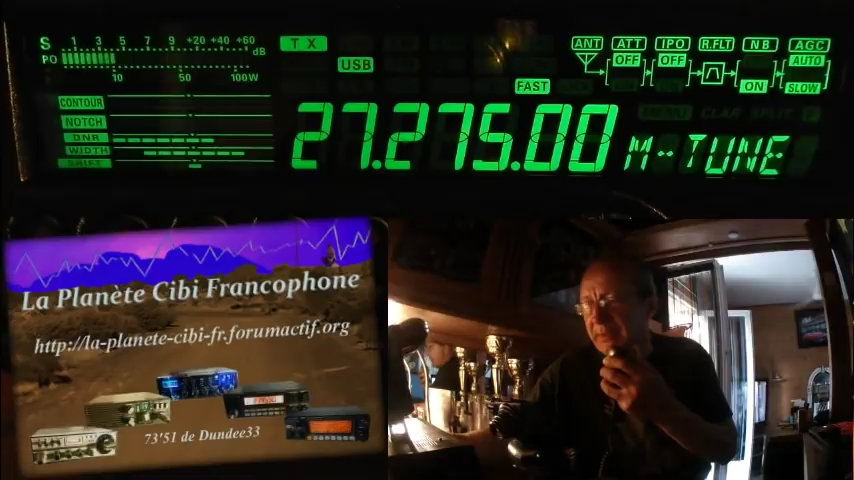 S 1 3 5 7 9 +20 +40 +60 dB
PO 10 50 100W
TX
USB
FAST
ANT ATT IPO R.FLT NB AGC
OFF OFF AUTO
ON SLOW
CONTOUR
NOTCH
DNR
WIDTH
SHIFT
27.275.00 M-TUNE
La Planète Cibi Francophone
http://la-planete-cibi-fr.forumactif.org
73'51 de Dundee33